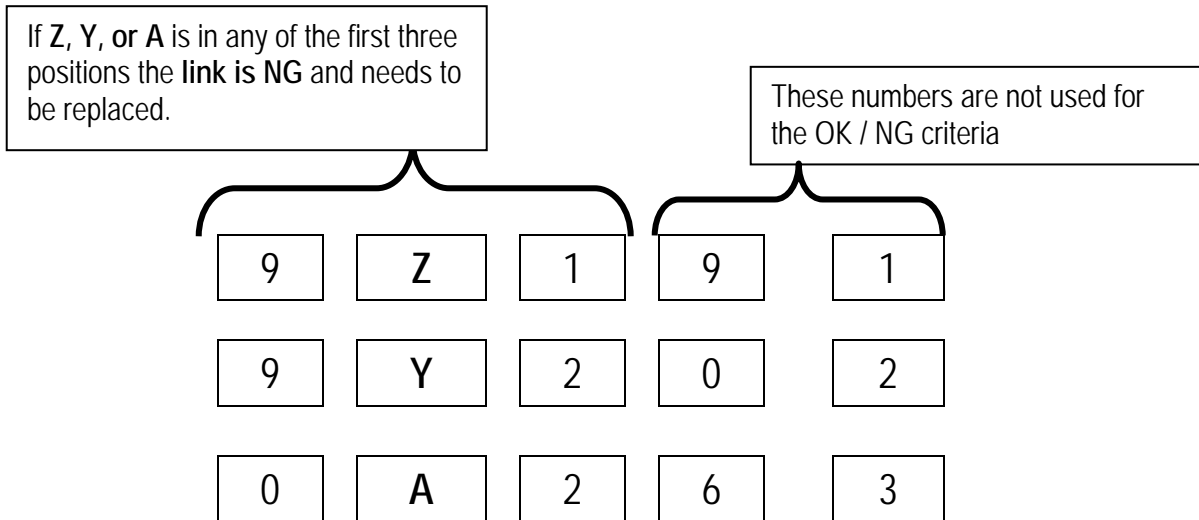 If Z, Y, or A is in any of the first three
positions the link is NG and needs to
be replaced.
These numbers are not used for
the OK / NG criteria
9 Z 1 9 1
9 Y 2 0 2
0 A 2 6 3